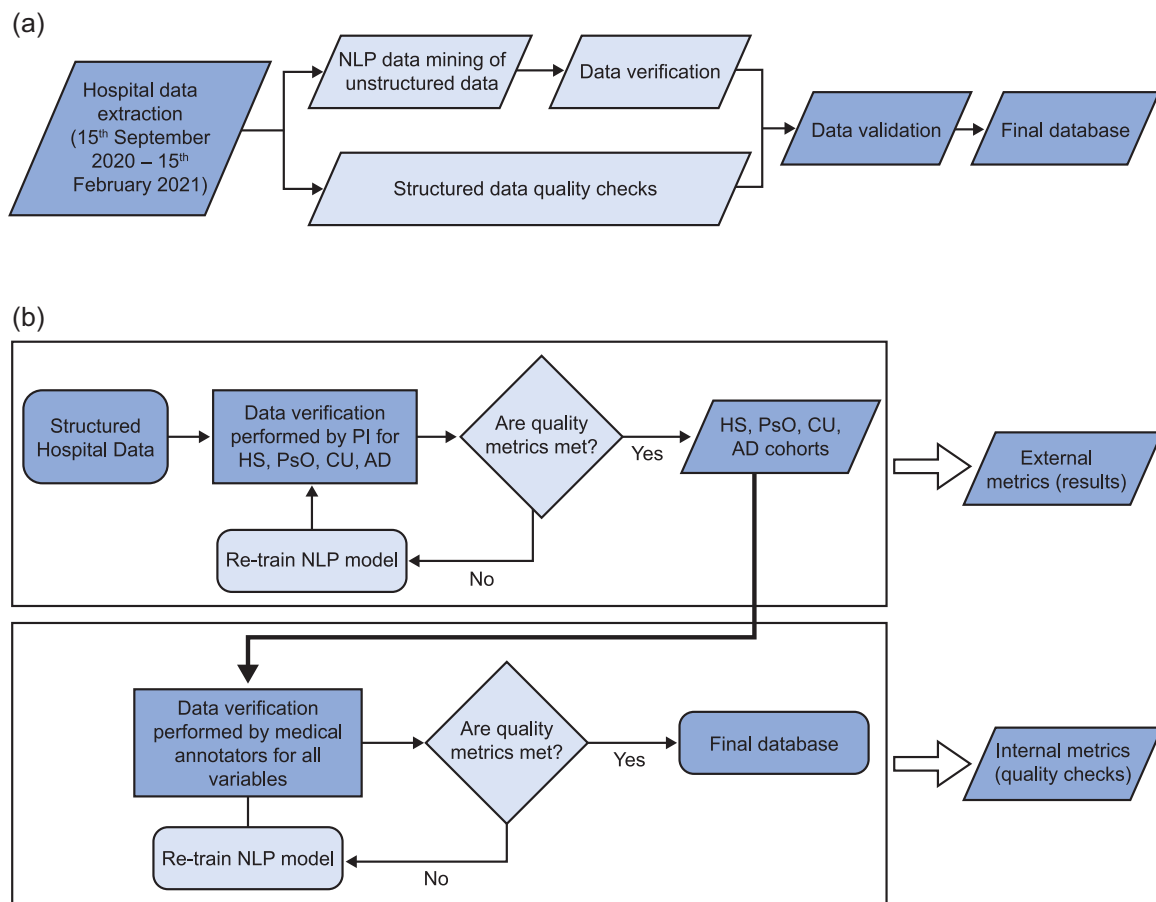 (a)
Hospital data
extraction
(15th September
2020 – 15th
February 2021)
NLP data mining of
unstructured data
Data verification
Structured data quality checks
Data validation
Final database
(b)
Structured
Hospital Data
Data verification
performed by PI for
HS, PsO, CU, AD
Are quality
metrics met?
Yes
HS, PsO, CU,
AD cohorts
External
metrics (results)
Re-train NLP model
No
Data verification
performed by medical
annotators for all
variables
Are quality
metrics met?
Yes
Final database
Internal metrics
(quality checks)
Re-train NLP model
No